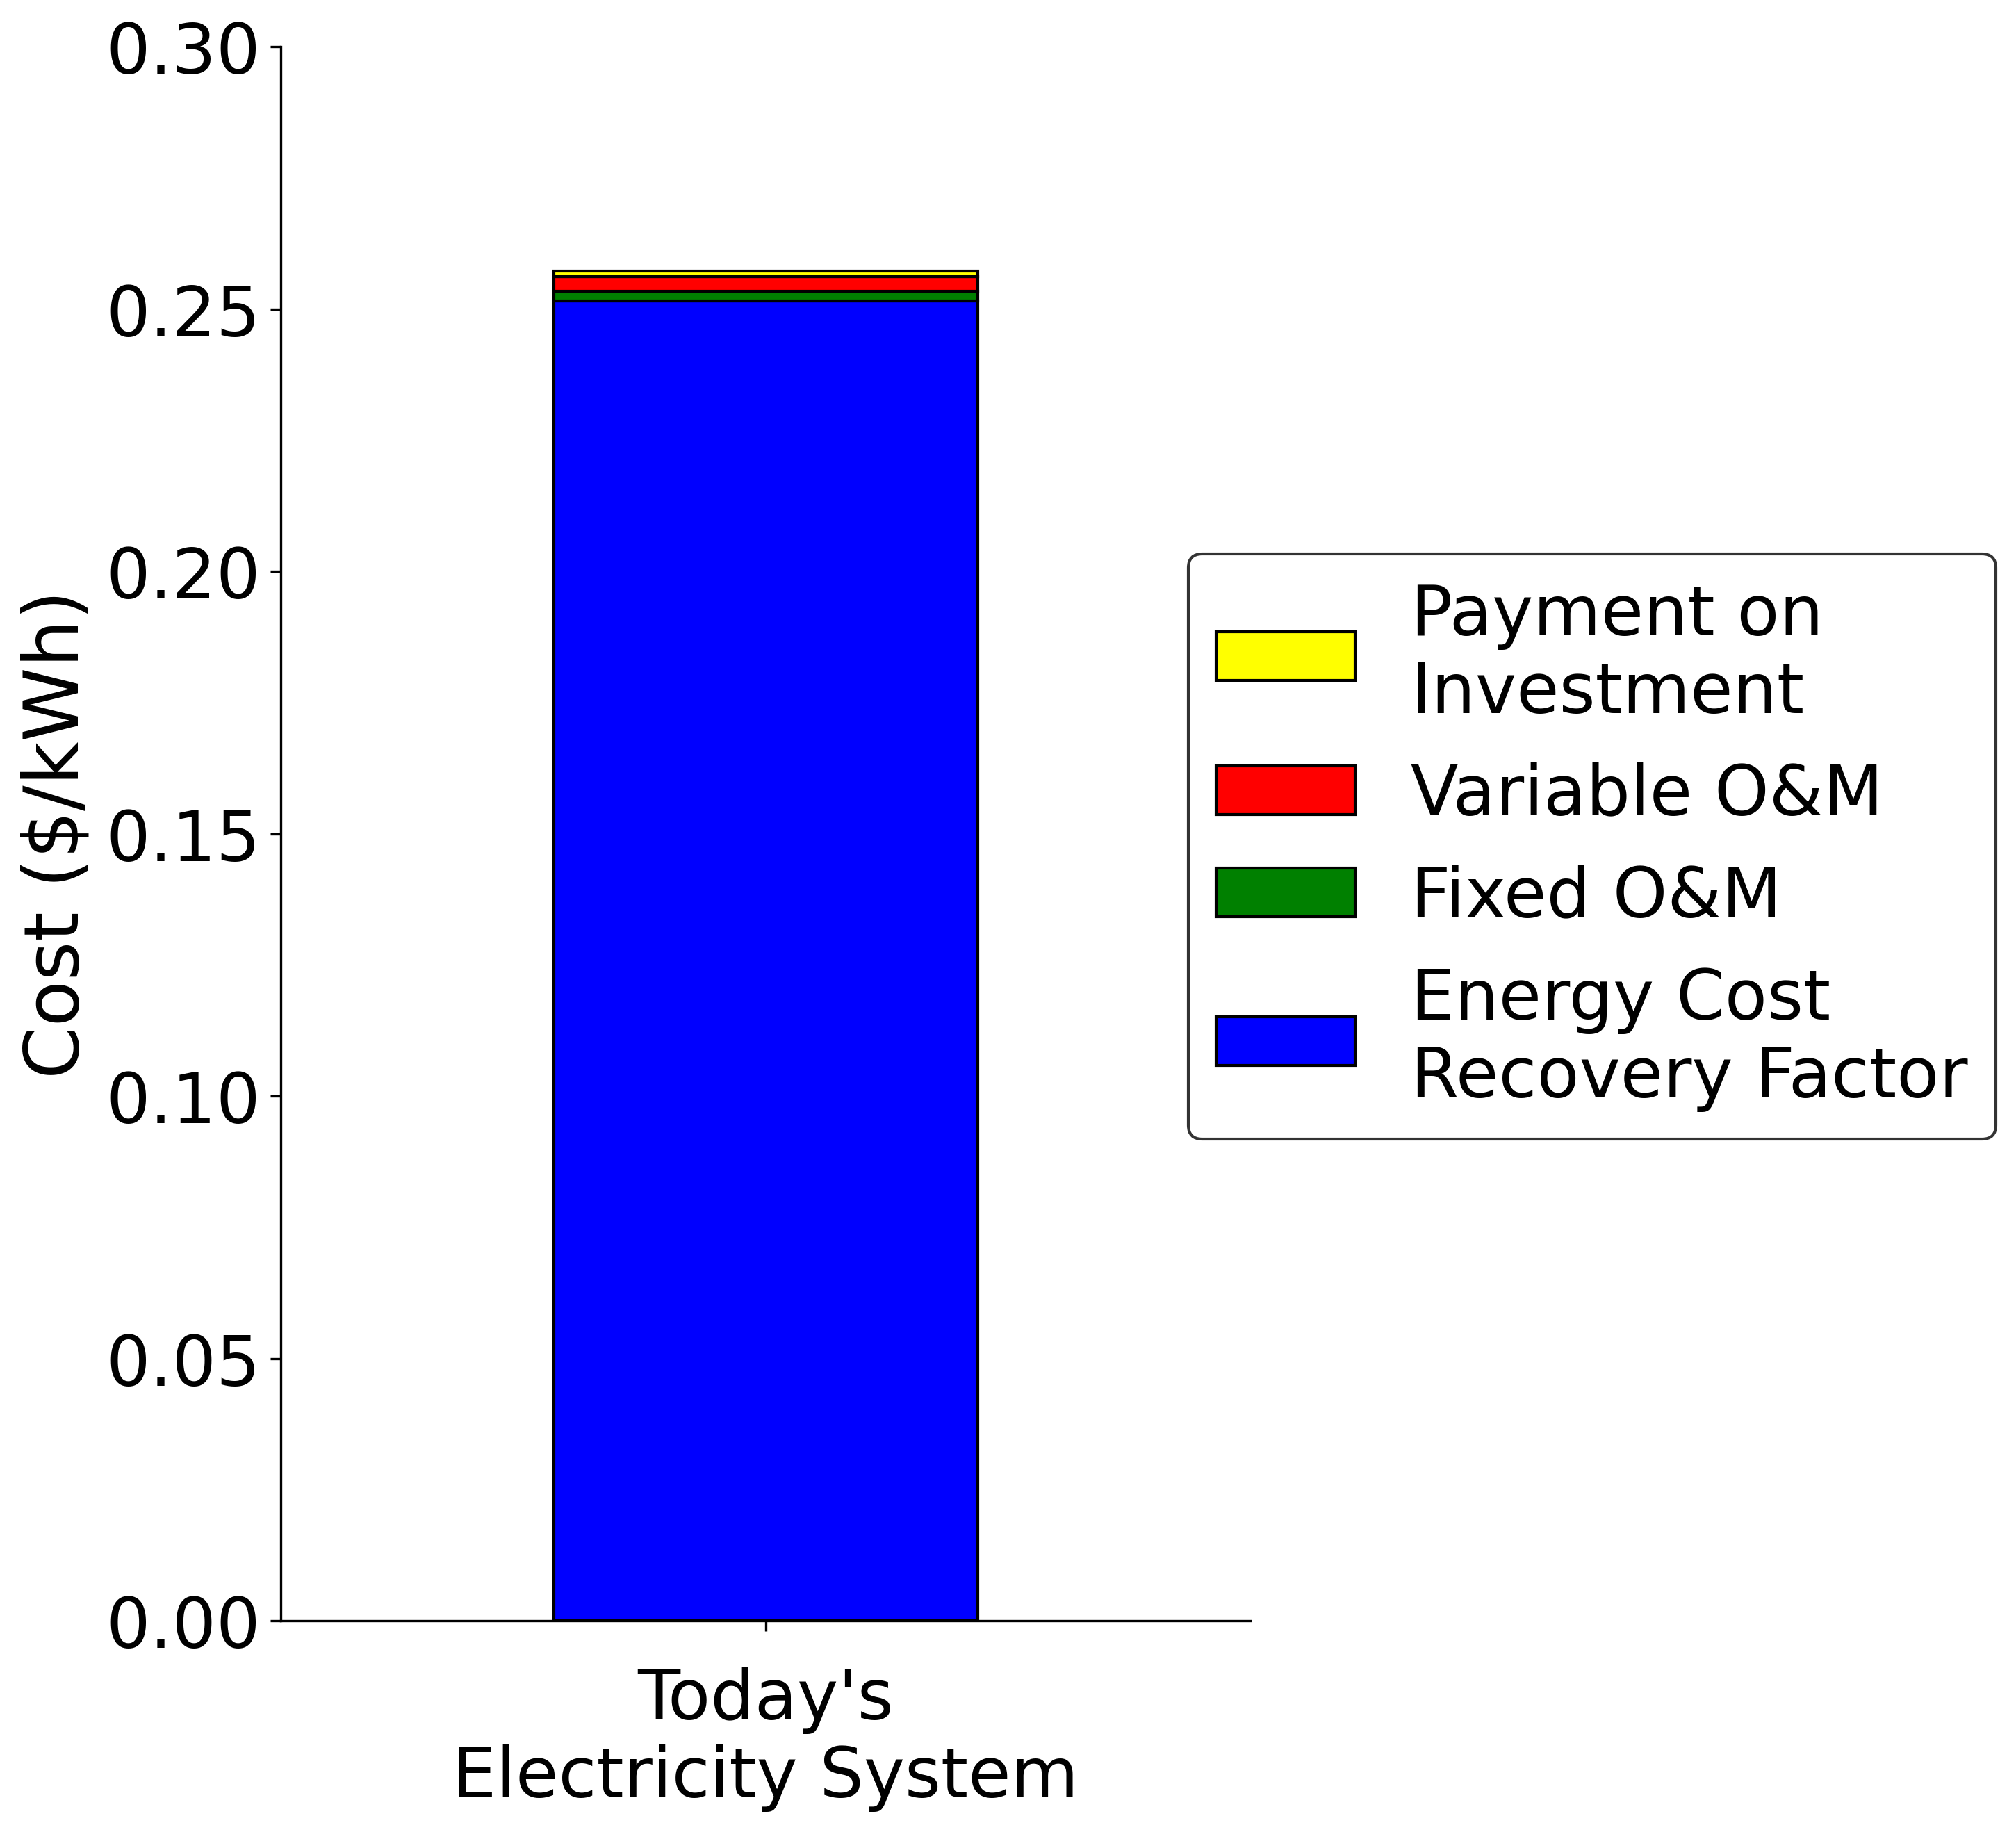 0.30
0.25
0.20
0.15
0.10
0.05
0.00
Cost ($/kWh)
Today's
Electricity System
Payment on
Investment
Variable O&M
Fixed O&M
Energy Cost
Recovery Factor